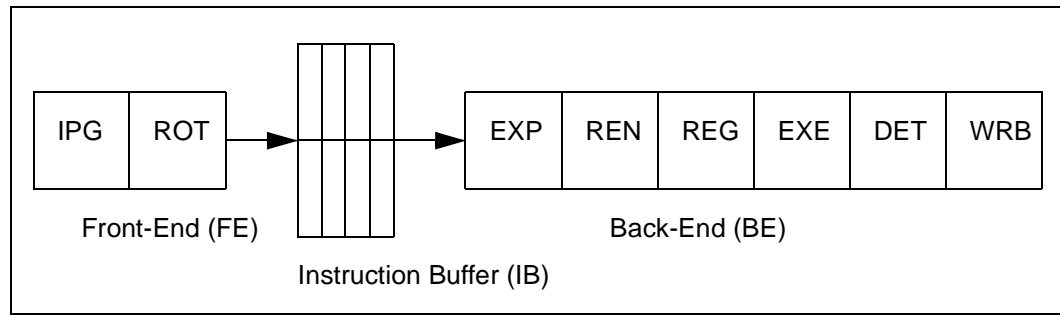 IPG ROT EXP REN REG EXE DET WRB
Front-End (FE) Back-End (BE)
Instruction Buffer (IB)